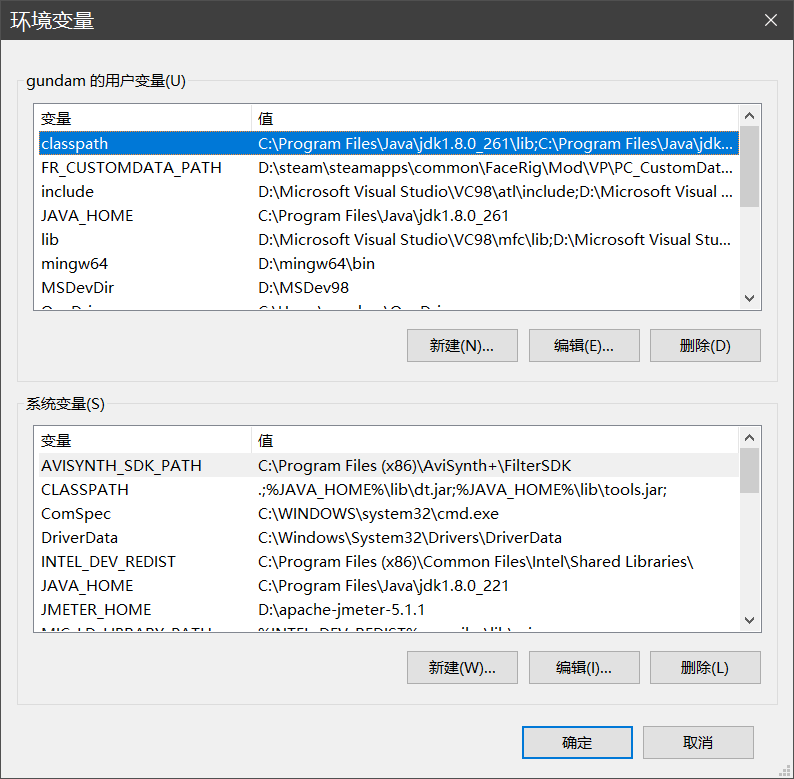 环境变量
gundam 的用户变量(U)
变量 值
classpath C:\Program Files\Java\jdk1.8.0_261\lib;C:\Program Files\Java\jdk...
FR_CUSTOMDATA_PATH D:\steam\steamapps\common\FaceRig\Mod\VP\PC_CustomDat...
include D:\Microsoft Visual Studio\VC98\atl\include;D:\Microsoft Visual ...
JAVA_HOME C:\Program Files\Java\jdk1.8.0_261
lib D:\Microsoft Visual Studio\VC98\mfc\lib;D:\Microsoft Visual Stu...
mingw64 D:\mingw64\bin
MSDevDir D:\MSDev98
新建(N)... 编辑(E)... 删除(D)
系统变量(S)
变量 值
AVISYNTH_SDK_PATH C:\Program Files (x86)\AviSynth+\FilterSDK
CLASSPATH .;%JAVA_HOME%\lib\dt.jar;%JAVA_HOME%\lib\tools.jar;
ComSpec C:\WINDOWS\system32\cmd.exe
DriverData C:\Windows\System32\Drivers\DriverData
INTEL_DEV_REDIST C:\Program Files (x86)\Common Files\Intel\Shared Libraries\
JAVA_HOME C:\Program Files\Java\jdk1.8.0_221
JMETER_HOME D:\apache-jmeter-5.1.1
新建(W)... 编辑(I)... 删除(L)
确定 取消